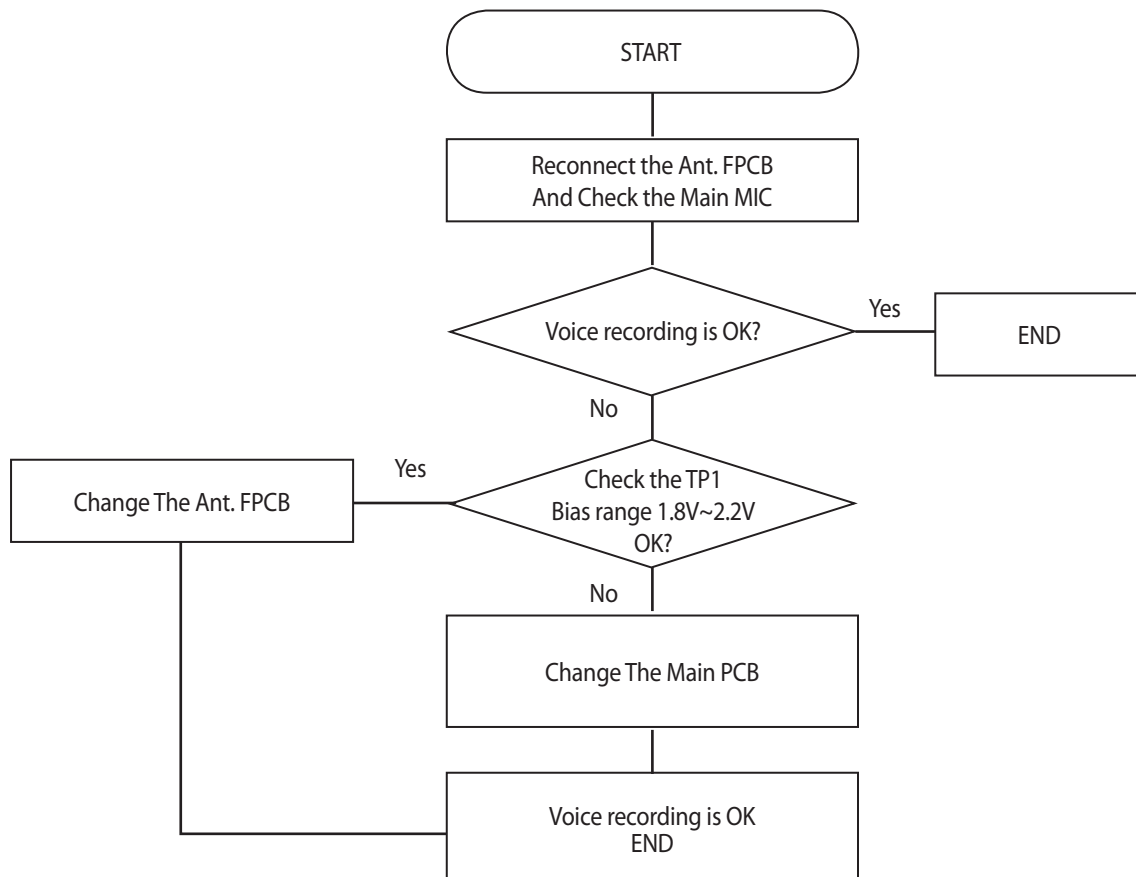 START
Reconnect the Ant. FPCB
And Check the Main MIC
Voice recording is OK?
Yes
END
No
Check the TP1
Bias range 1.8V~2.2V
OK?
Yes
Change The Ant. FPCB
No
Change The Main PCB
Voice recording is OK
END